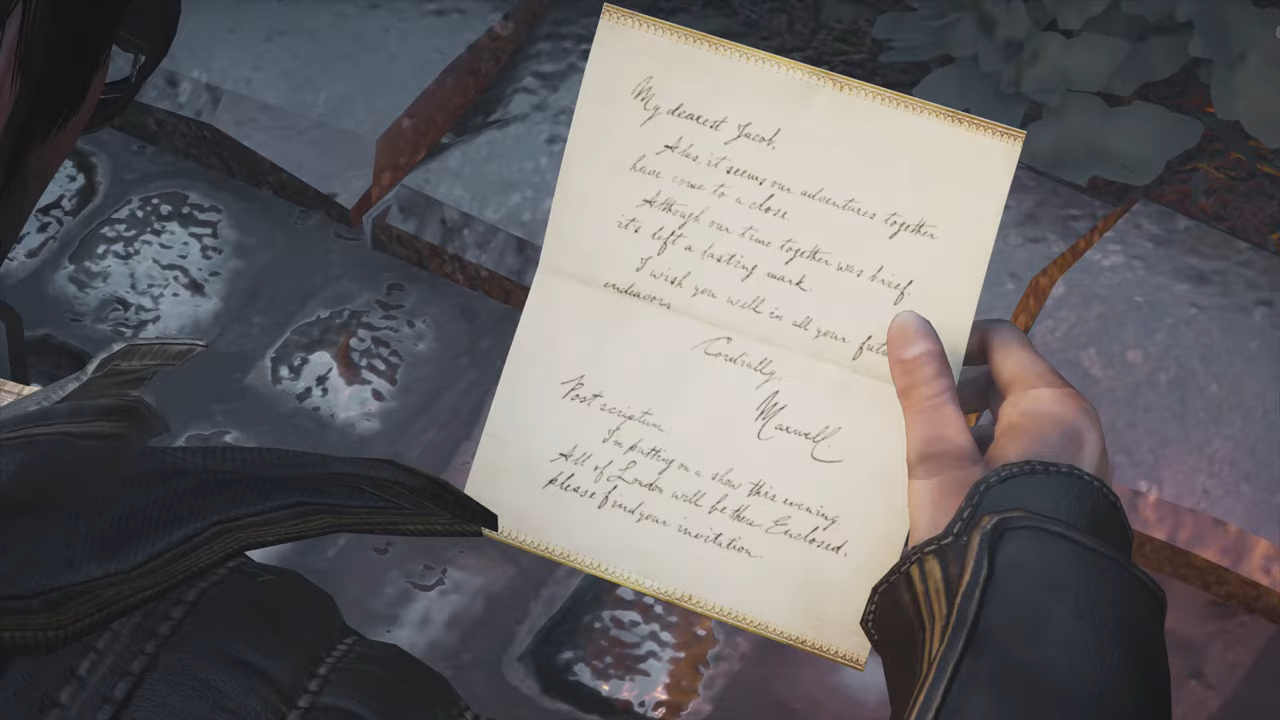 My dearest Jacob,
Alas, it seems our adventures together
have come to a close.
Although our time together was brief,
it's left a lasting mark.
I wish you well in all your futu
endeavors.
Cordially,
Maxwell
Post scriptum:
I'm putting on a show this evening.
All of London will be there. Enclosed,
please find your invitation.